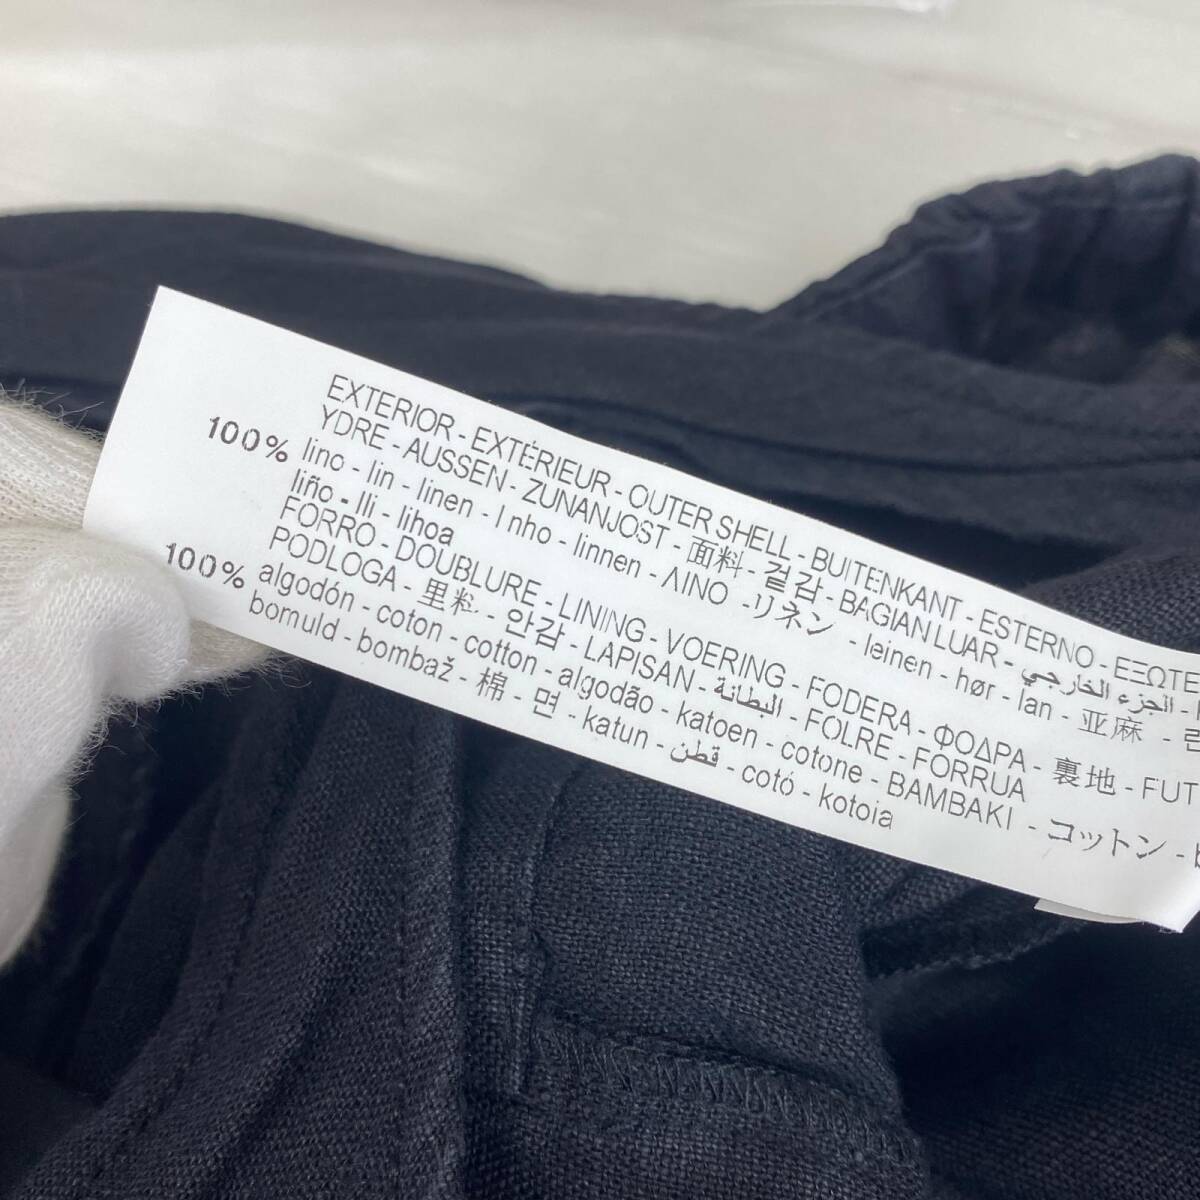 EXTERIOR - EXTÉRIEUR - OUTER SHELL - BUITENKANT - ESTERNO - ΕΞΩΤΕ
YDRE - AUSSEN - ZUNANJOST - 面料 - 겉감 - BAGIAN LUAR - الجزء الخارجي -
100% lino - lin - linen - linho - linnen - ΛΙΝΟ - リネン - leinen - hør - lan - 亚麻 - 린
liño - lli - lihoa
FORRO - DOUBLURE - LINING - VOERING - FODERA - ΦΟΔΡΑ - 裏地 - FUT
PODLOGA - 里料 - 안감 - LAPISAN - البطانة - FOLRE - FORRUA
100% algodón - coton - cotton - algodão - katoen - cotone - BAMBAKI - コットン -
bomuld - bombaž - 棉 - 면 - katun - قطن - cotó - kotoia